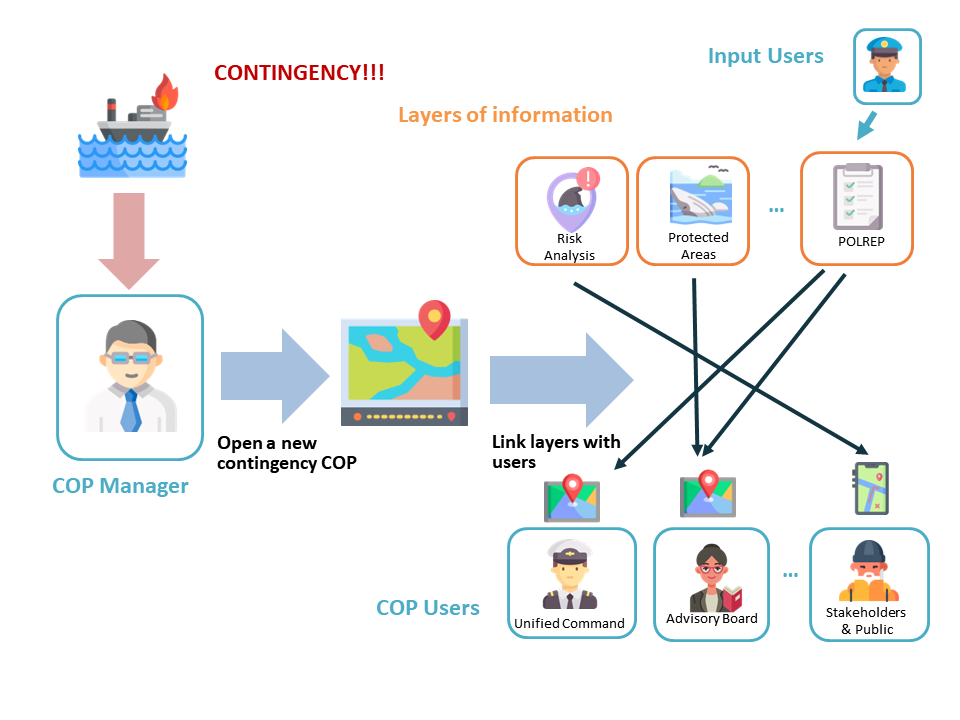 CONTINGENCY!!!
Input Users
Layers of information
Risk
Analysis
Protected
Areas
...
POLREP
Open a new
contingency COP
Link layers with
users
COP Manager
COP Users
Unified Command
Advisory Board
...
Stakeholders
& Public